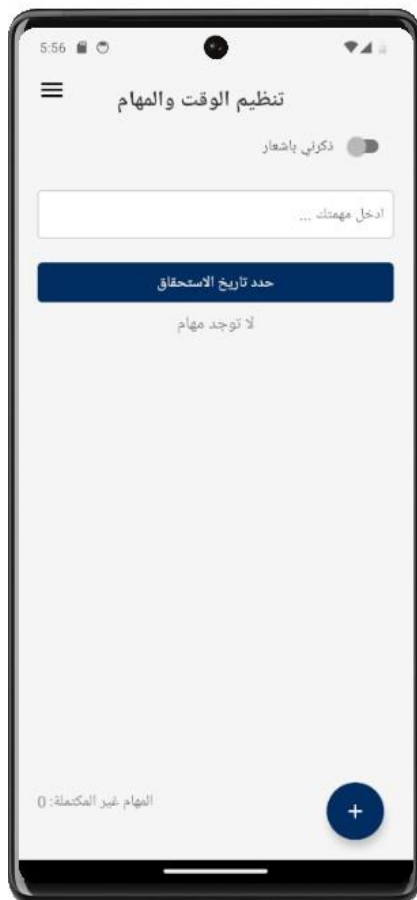 5:56
تنظيم الوقت والمهام
ذكرني باشعار
ادخل مهمتك ...
حدد تاريخ الاستحقاق
لا توجد مهام
المهام غير المكتملة: 0
+